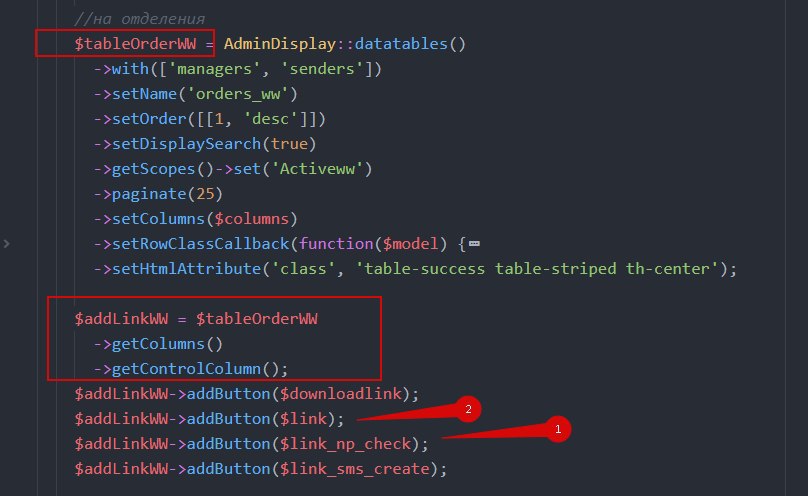 //на отделения
$tableOrderWW = AdminDisplay::datatables()
->with(['managers', 'senders'])
->setName('orders_ww')
->setOrder([[1, 'desc']])
->setDisplaySearch(true)
->getScopes()->set('Activeww')
->paginate(25)
->setColumns($columns)
->setRowClassCallback(function($model) {⋯
->setHtmlAttribute('class', 'table-success table-striped th-center');
$addLinkWW = $tableOrderWW
->getColumns()
->getControlColumn();
$addLinkWW->addButton($downloadlink);
$addLinkWW->addButton($link);
2
$addLinkWW->addButton($link_np_check);
1
$addLinkWW->addButton($link_sms_create);